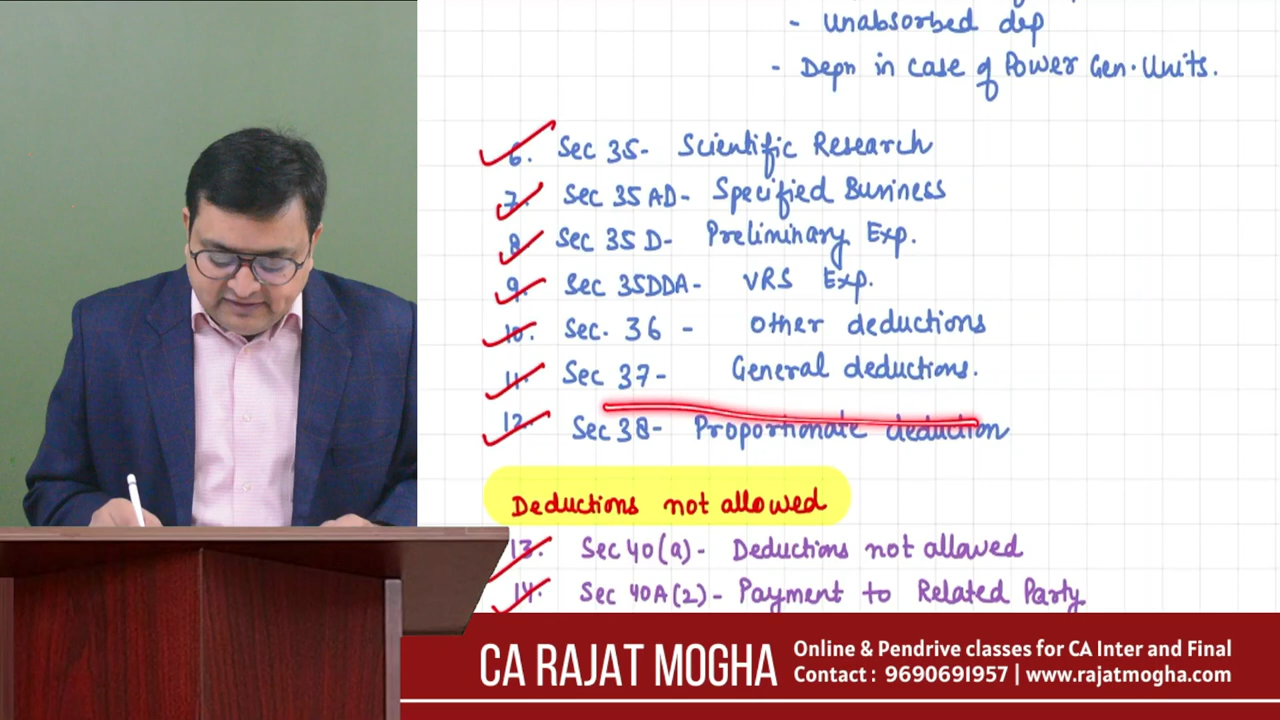 - unabsorbed dep
- Depn in case of Power Gen. Units.
6. Sec 35- Scientific Research
7. Sec 35 AD- Specified Business
8. Sec 35 D- Preliminary Exp.
9. Sec 35DDA- VRS Exp.
10. Sec. 36 - Other deductions
11. Sec 37- General deductions.
12. Sec 38- Proportionate deduction
Deductions not allowed
13. Sec 40(a)- Deductions not allowed
14. Sec 40A(2)- Payment to Related Party
CA RAJAT MOGHA
Online & Pendrive classes for CA Inter and Final
Contact : 9690691957 | www.rajatmogha.com